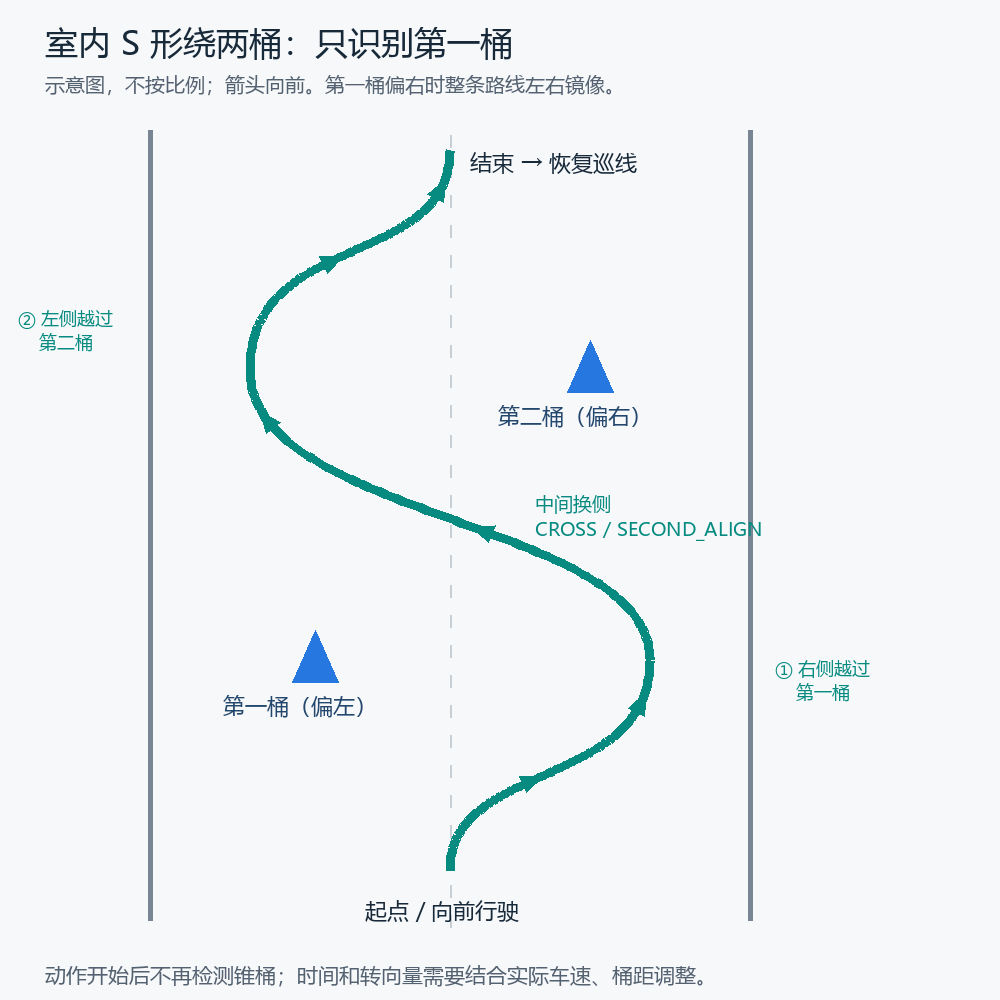 室内 S 形绕两桶：只识别第一桶
示意图，不按比例；箭头向前。第一桶偏右时整条路线左右镜像。
结束 → 恢复巡线
② 左侧越过
第二桶
第二桶（偏右）
中间换侧
CROSS / SECOND_ALIGN
① 右侧越过
第一桶
第一桶（偏左）
起点 / 向前行驶
动作开始后不再检测锥桶；时间和转向量需要结合实际车速、桶距调整。